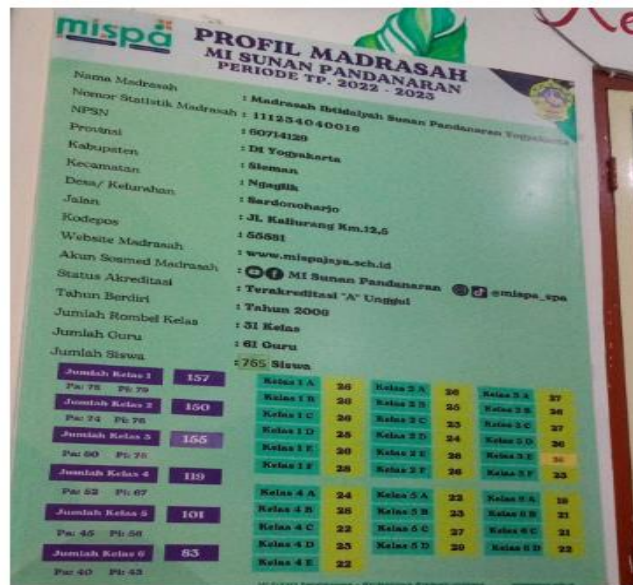 mispa
PROFIL MADRASAH
MI SUNAN PANDANARAN
PERIODE TP. 2022 - 2023
Nama Madrasah : Madrasah Ibtidaiyah Sunan Pandanaran Yogyakarta
Nomor Statistik Madrasah : 111234040016
NPSN : 60714129
Provinsi : DI Yogyakarta
Kabupaten : Sleman
Kecamatan : Ngaglik
Desa/ Kelurahan : Sardonoharjo
Jalan : Jl. Kaliurang Km.12,5
Kodepos : 55581
Website Madrasah : www.mispajaya.sch.id
Akun Sosmed Madrasah : MI Sunan Pandanaran @mispa_spa
Status Akreditasi : Terakreditasi "A" Unggul
Tahun Berdiri : Tahun 2000
Jumlah Rombel Kelas : 31 Kelas
Jumlah Guru : 61 Guru
Jumlah Siswa : 765 Siswa
Jumlah Kelas 1 157
Pa: 78 Pi: 79
Jumlah Kelas 2 150
Pa: 74 Pi: 76
Jumlah Kelas 3 155
Pa: 80 Pi: 75
Jumlah Kelas 4 119
Pa: 52 Pi: 67
Jumlah Kelas 5 101
Pa: 45 Pi: 56
Jumlah Kelas 6 83
Pa: 40 Pi: 43
Kelas 1 A 26 Kelas 2 A 26 Kelas 3 A 27
Kelas 1 B 26 Kelas 2 B 25 Kelas 3 B 26
Kelas 1 C 26 Kelas 2 C 23 Kelas 3 C 27
Kelas 1 D 25 Kelas 2 D 24 Kelas 3 D 26
Kelas 1 E 26 Kelas 2 E 26 Kelas 3 E 26
Kelas 1 F 28 Kelas 2 F 26 Kelas 3 F 23
Kelas 4 A 24 Kelas 5 A 22 Kelas 6 A 19
Kelas 4 B 28 Kelas 5 B 23 Kelas 6 B 21
Kelas 4 C 22 Kelas 5 C 27 Kelas 6 C 21
Kelas 4 D 23 Kelas 5 D 29 Kelas 6 D 22
Kelas 4 E 22